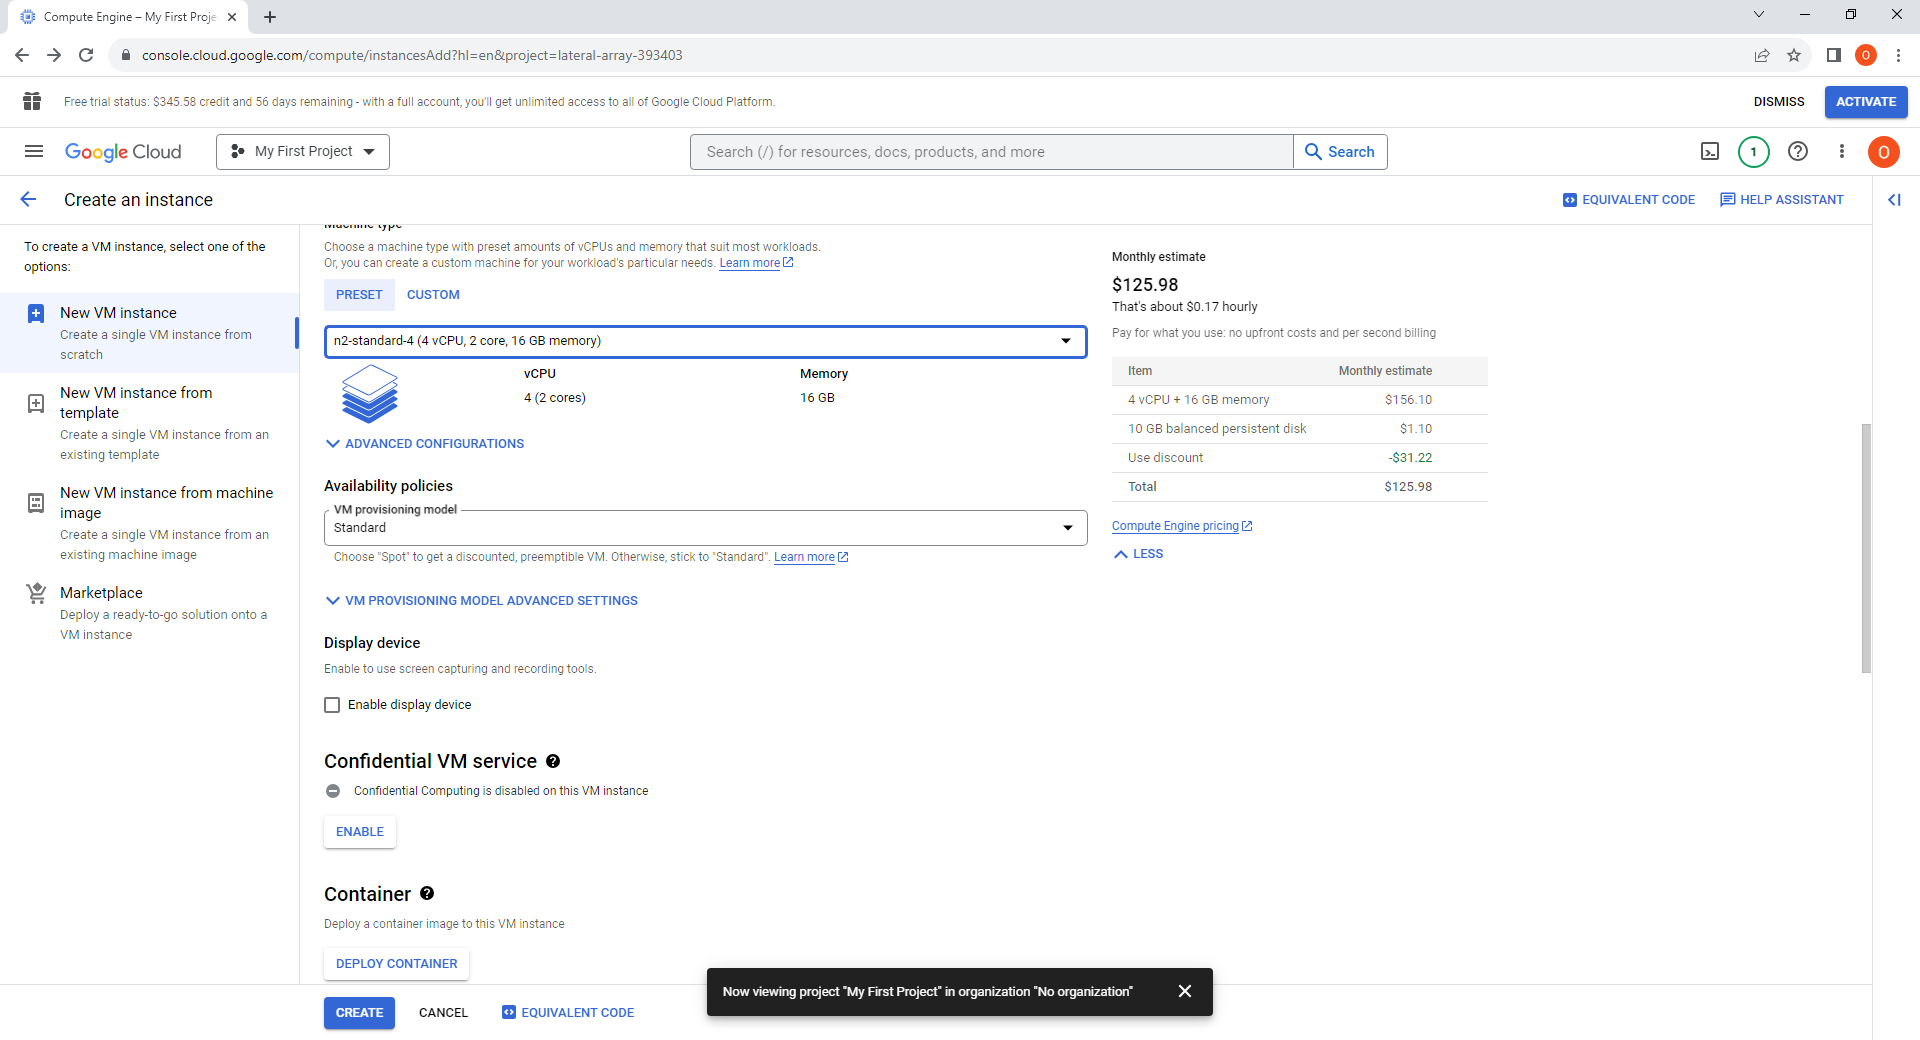 Compute Engine – My First Proje
console.cloud.google.com/compute/instancesAdd?hl=en&project=lateral-array-393403
O
Free trial status: $345.58 credit and 56 days remaining - with a full account, you'll get unlimited access to all of Google Cloud Platform.
DISMISS
ACTIVATE
Google Cloud
My First Project
Search (/) for resources, docs, products, and more
Search
1
O
Create an instance
EQUIVALENT CODE
HELP ASSISTANT
To create a VM instance, select one of the
options:
New VM instance
Create a single VM instance from
scratch
New VM instance from
template
Create a single VM instance from an
existing template
New VM instance from machine
image
Create a single VM instance from an
existing machine image
Marketplace
Deploy a ready-to-go solution onto a
VM instance
Machine type
Choose a machine type with preset amounts of vCPUs and memory that suit most workloads.
Or, you can create a custom machine for your workload's particular needs. Learn more
PRESET
CUSTOM
n2-standard-4 (4 vCPU, 2 core, 16 GB memory)
vCPU
Memory
4 (2 cores)
16 GB
ADVANCED CONFIGURATIONS
Availability policies
VM provisioning model
Standard
Choose "Spot" to get a discounted, preemptible VM. Otherwise, stick to "Standard". Learn more
VM PROVISIONING MODEL ADVANCED SETTINGS
Display device
Enable to use screen capturing and recording tools.
Enable display device
Confidential VM service
Confidential Computing is disabled on this VM instance
ENABLE
Container
Deploy a container image to this VM instance
DEPLOY CONTAINER
Monthly estimate
$125.98
That's about $0.17 hourly
Pay for what you use: no upfront costs and per second billing
Item Monthly estimate
4 vCPU + 16 GB memory $156.10
10 GB balanced persistent disk $1.10
Use discount -$31.22
Total $125.98
Compute Engine pricing
LESS
CREATE
CANCEL
EQUIVALENT CODE
Now viewing project "My First Project" in organization "No organization"